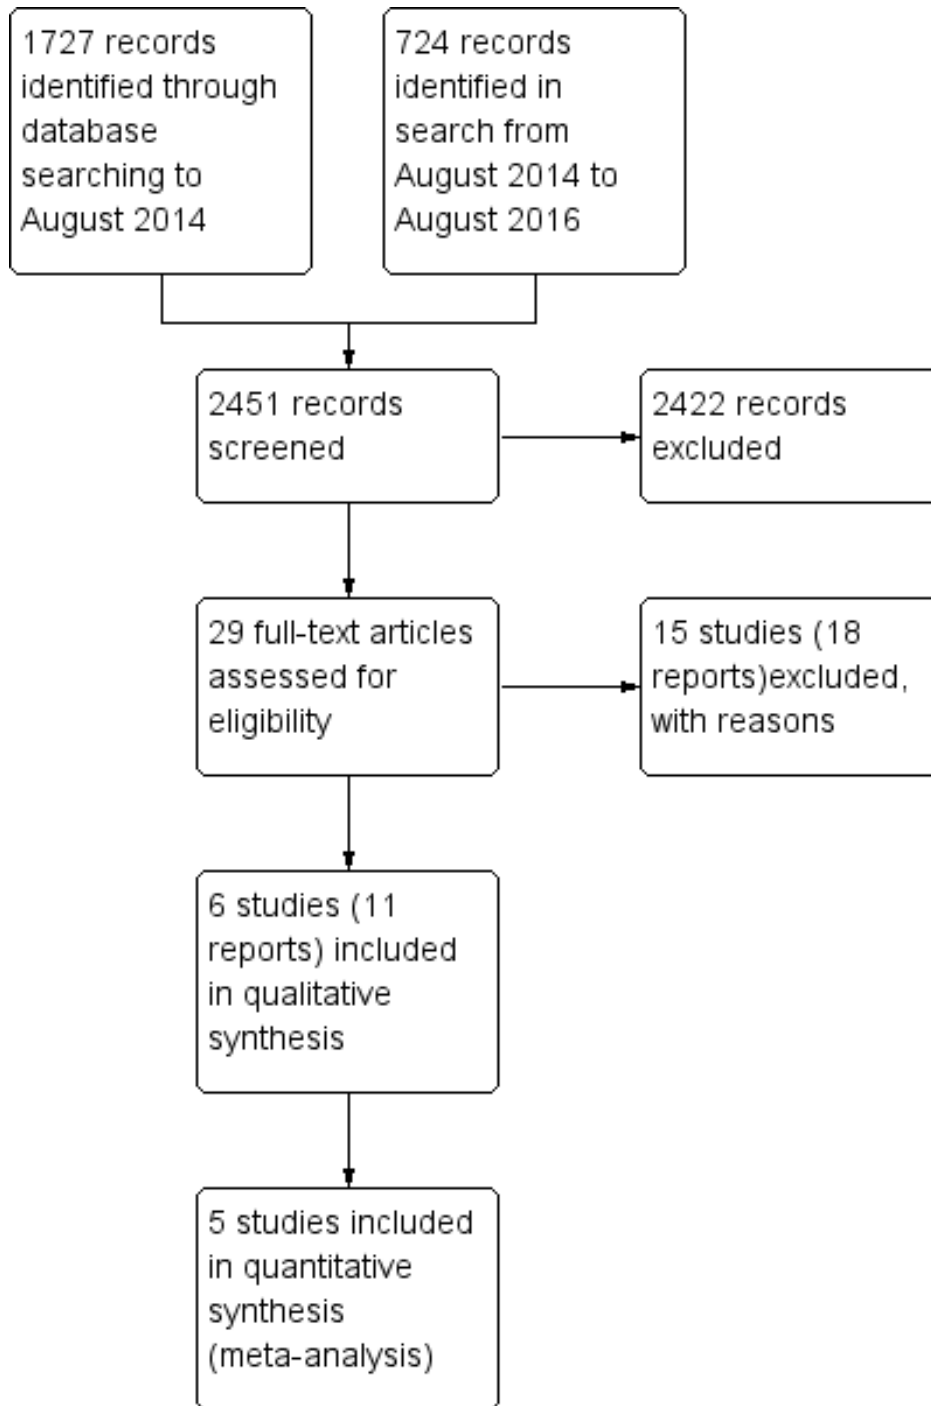 1727 records
identified through
database
searching to
August 2014
724 records
identified in
search from
August 2014 to
August 2016
2451 records
screened
2422 records
excluded
29 full-text articles
assessed for
eligibility
15 studies (18
reports)excluded,
with reasons
6 studies (11
reports) included
in qualitative
synthesis
5 studies included
in quantitative
synthesis
(meta-analysis)